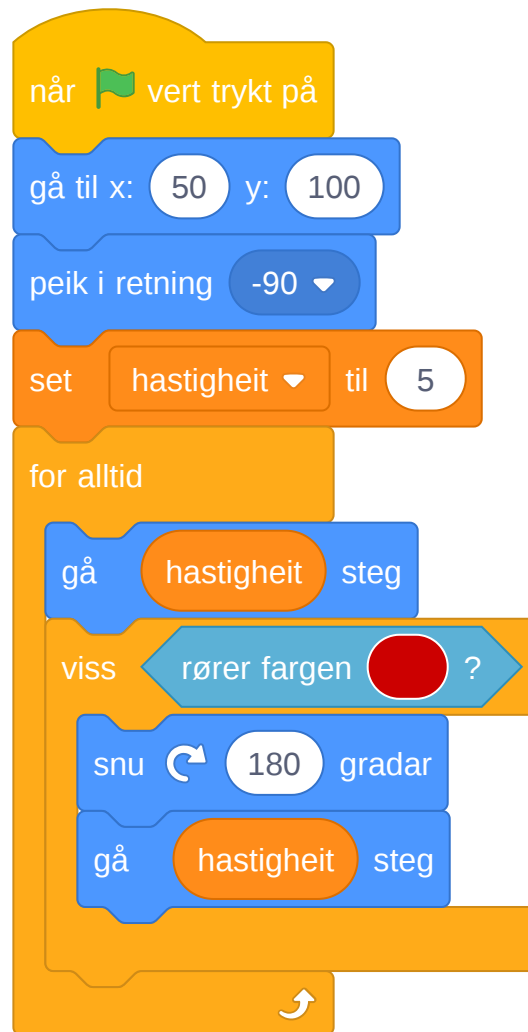 når vert trykt på
gå til x: 50 y: 100
peik i retning -90
set hastigheit til 5
for alltid
gå hastigheit steg
viss rører fargen ?
snu 180 gradar
gå hastigheit steg